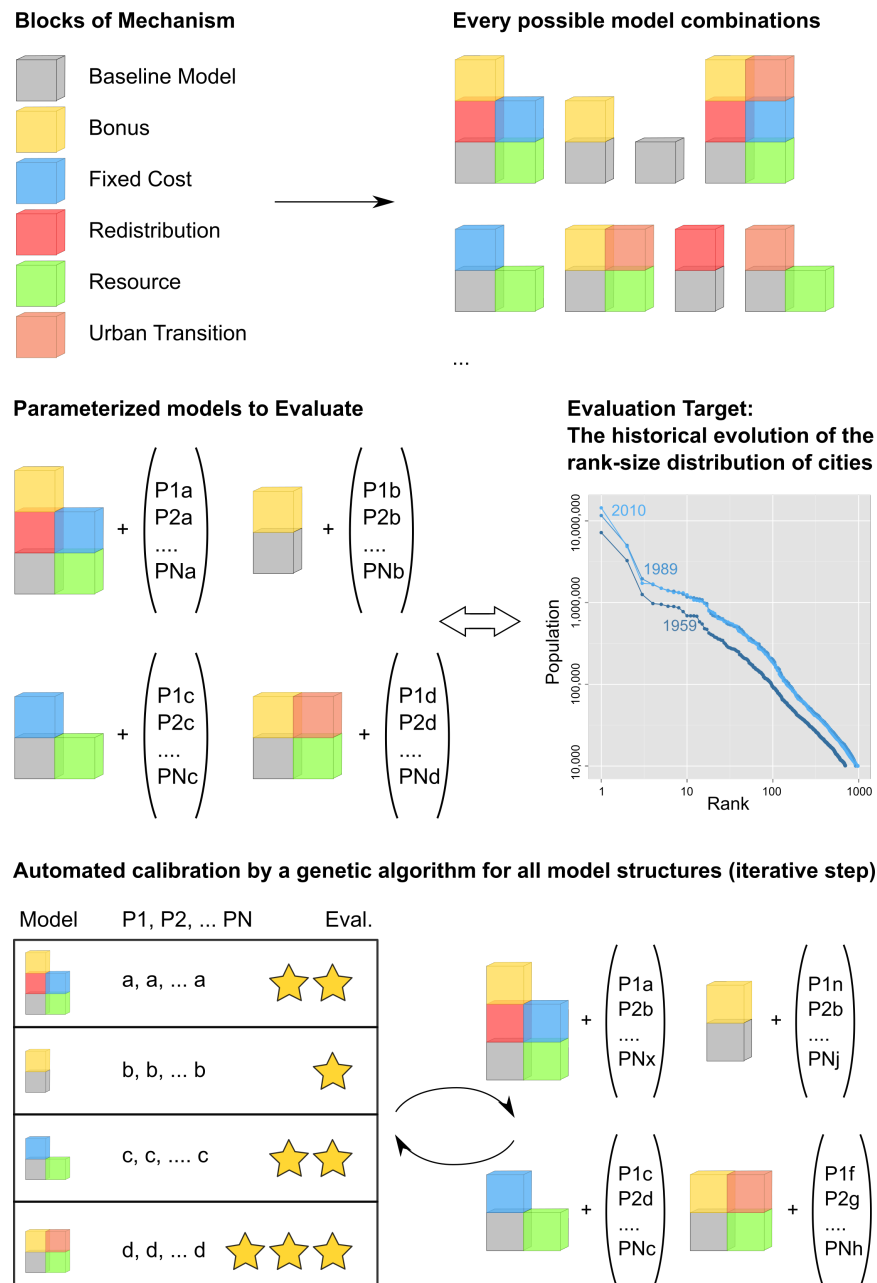 Blocks of Mechanism
Baseline Model
Bonus
Fixed Cost
Redistribution
Resource
Urban Transition
Every possible model combinations
...
Parameterized models to Evaluate
+
P1a
P2a
....
PNa
+
P1b
P2b
....
PNb
+
P1c
P2c
....
PNc
+
P1d
P2d
....
PNd
Evaluation Target:
The historical evolution of the
rank-size distribution of cities
Population
10,000,000
1,000,000
100,000
10,000
2010
1989
1959
1
10
100
1000
Rank
Automated calibration by a genetic algorithm for all model structures (iterative step)
Model P1, P2, ... PN Eval.
a, a, ... a
b, b, ... b
c, c, .... c
d, d, ... d
+
P1a
P2b
....
PNx
+
P1n
P2b
....
PNj
+
P1c
P2d
....
PNc
+
P1f
P2g
....
PNh